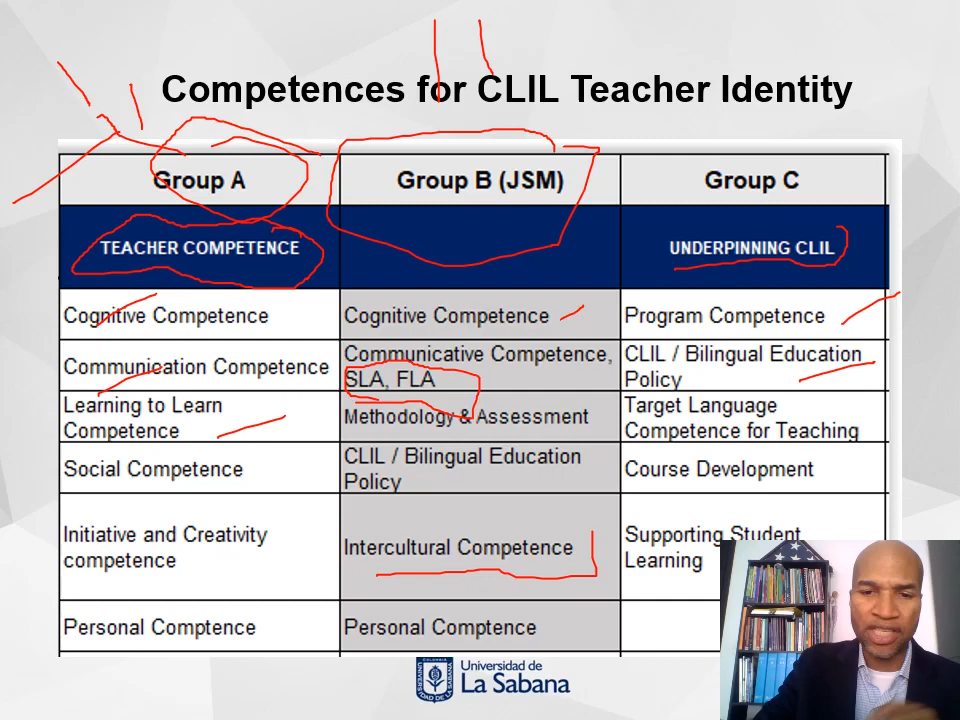 Competences for CLIL Teacher Identity
Group A
Group B (JSM)
Group C
TEACHER COMPETENCE
UNDERPINNING CLIL
Cognitive Competence
Cognitive Competence
Program Competence
Communication Competence
Communicative Competence,
SLA, FLA
CLIL / Bilingual Education
Policy
Learning to Learn
Competence
Methodology & Assessment
Target Language
Competence for Teaching
Social Competence
CLIL / Bilingual Education
Policy
Course Development
Initiative and Creativity
competence
Intercultural Competence
Supporting Student
Learning
Personal Comptence
Personal Comptence
Universidad de
La Sabana